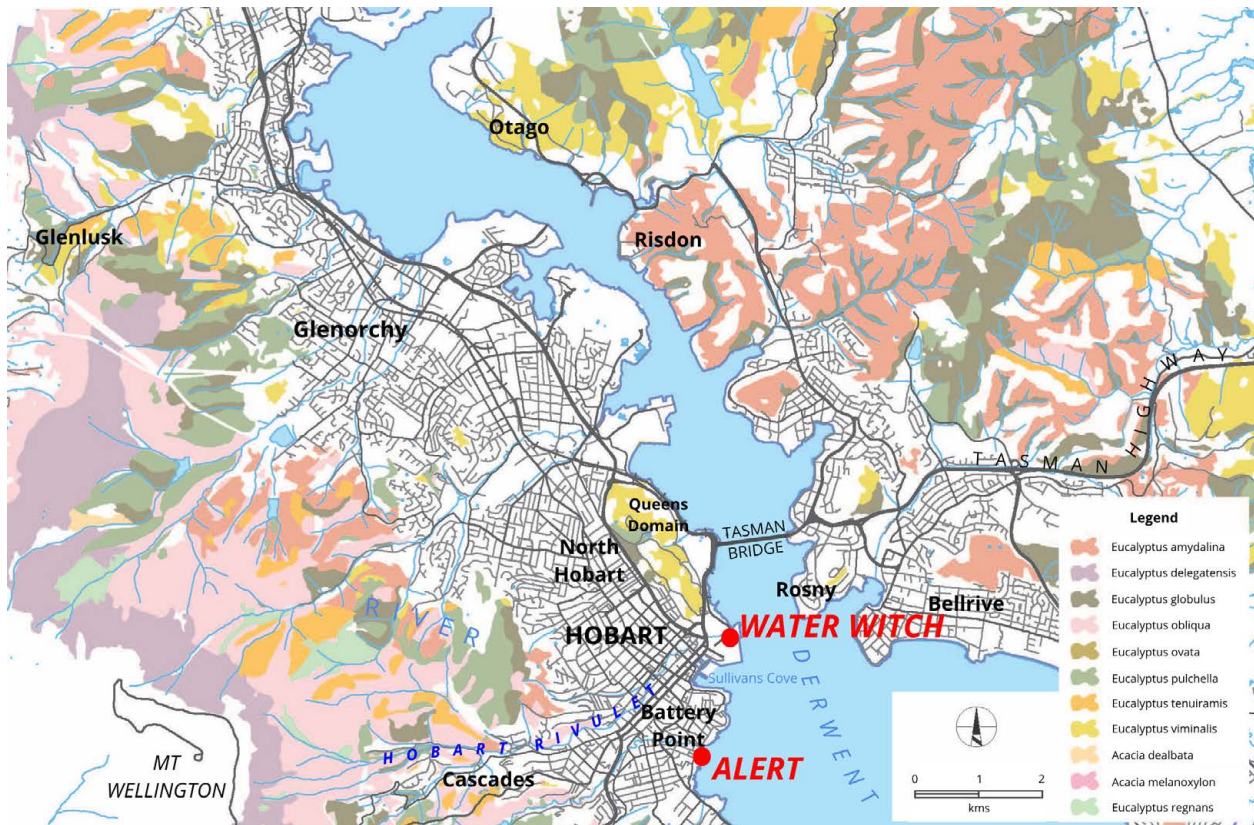 Otago
Glenlusk
Risdon
Glenorchy
TASMAN HIGHWAY
Queens
Domain
TASMAN
BRIDGE
North
Hobart
Rosny
Bellrive
RIVER
HOBART
WATER WITCH
DERWENT
Sullivans Cove
HOBART RIVULET
Battery
Point
MT
WELLINGTON
Cascades
ALERT
Legend
Eucalyptus amydalina
Eucalyptus delegatensis
Eucalyptus globulus
Eucalyptus obliqua
Eucalyptus ovata
Eucalyptus pulchella
Eucalyptus tenuiramis
Eucalyptus viminalis
Acacia dealbata
Acacia melanoxylon
Eucalyptus regnans
0 1 2
kms